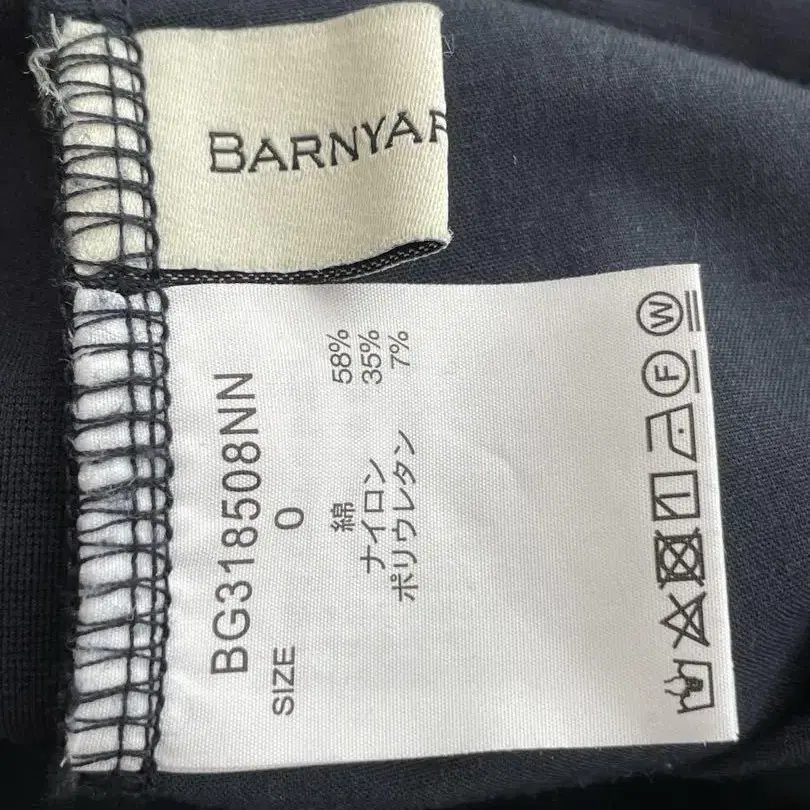 BARNYAR
BG318508NN
SIZE 0
綿 58%
ナイロン 35%
ポリウレタン 7%
F
W